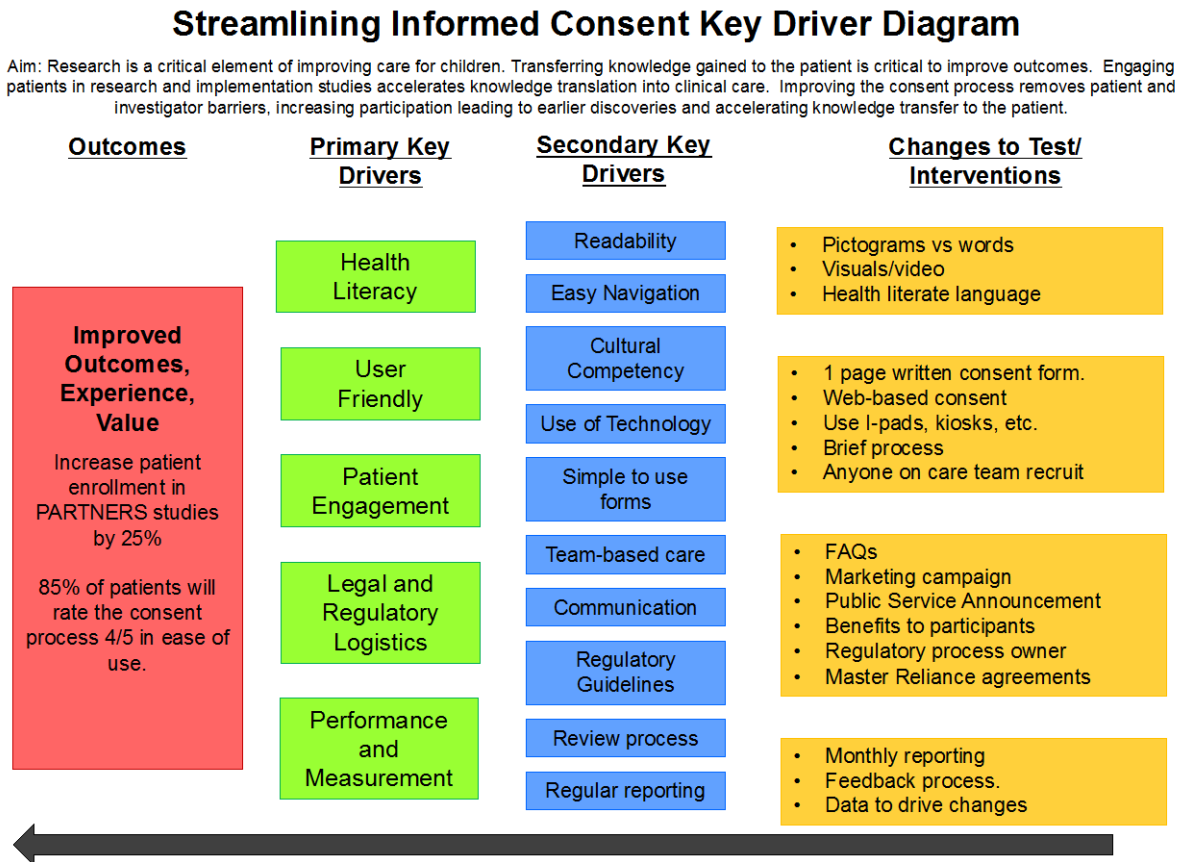 Streamlining Informed Consent Key Driver Diagram
Aim: Research is a critical element of improving care for children. Transferring knowledge gained to the patient is critical to improve outcomes.  Engaging
patients in research and implementation studies accelerates knowledge translation into clinical care.  Improving the consent process removes patient and
investigator barriers, increasing participation leading to earlier discoveries and accelerating knowledge transfer to the patient.
Outcomes
Improved
Outcomes,
Experience,
Value
Increase patient
enrollment in
PARTNERS studies
by 25%
85% of patients will
rate the consent
process 4/5 in ease of
use.
Primary Key
Drivers
Health
Literacy
User
Friendly
Patient
Engagement
Legal and
Regulatory
Logistics
Performance
and
Measurement
Secondary Key
Drivers
Readability
Easy Navigation
Cultural
Competency
Use of Technology
Simple to use
forms
Team-based care
Communication
Regulatory
Guidelines
Review process
Regular reporting
Changes to Test/
Interventions
• Pictograms vs words
• Visuals/video
• Health literate language
• 1 page written consent form.
• Web-based consent
• Use I-pads, kiosks, etc.
• Brief process
• Anyone on care team recruit
• FAQs
• Marketing campaign
• Public Service Announcement
• Benefits to participants
• Regulatory process owner
• Master Reliance agreements
• Monthly reporting
• Feedback process.
• Data to drive changes